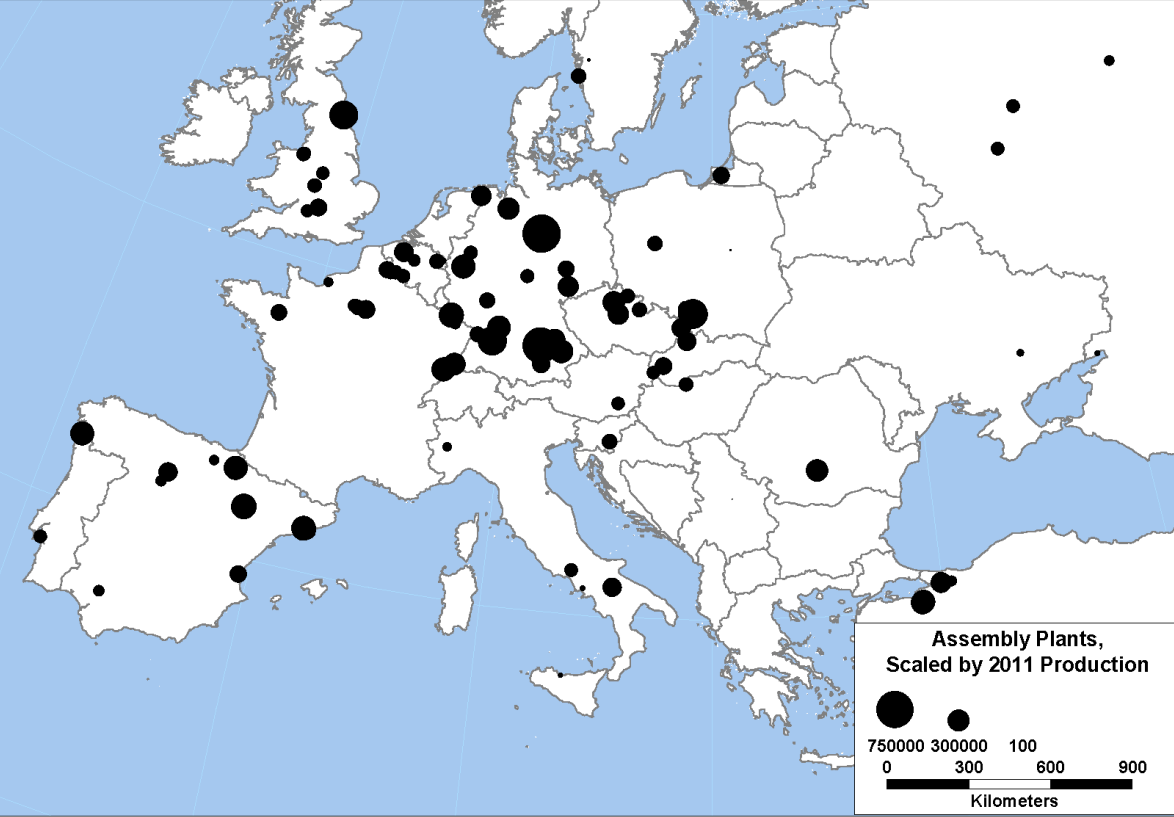 Assembly Plants,
Scaled by 2011 Production
750000 300000 100
0 300 600 900
Kilometers